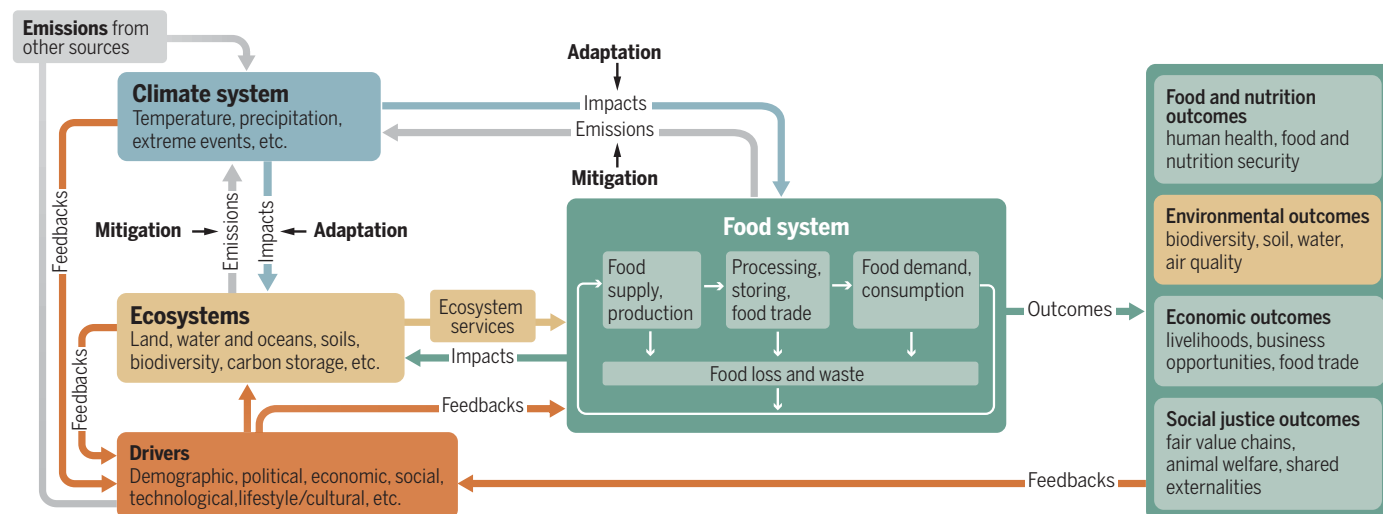 Emissions from
other sources
Climate system
Temperature, precipitation,
extreme events, etc.
Adaptation
Impacts
Emissions
Mitigation
Feedbacks
Mitigation
Emissions
Impacts
Adaptation
Ecosystems
Land, water and oceans, soils,
biodiversity, carbon storage, etc.
Ecosystem
services
Impacts
Feedbacks
Feedbacks
Drivers
Demographic, political, economic, social,
technological,lifestyle/cultural, etc.
Food system
Food
supply,
production
Processing,
storing,
food trade
Food demand,
consumption
Food loss and waste
Outcomes
Feedbacks
Food and nutrition
outcomes
human health, food and
nutrition security
Environmental outcomes
biodiversity, soil, water,
air quality
Economic outcomes
livelihoods, business
opportunities, food trade
Social justice outcomes
fair value chains,
animal welfare, shared
externalities